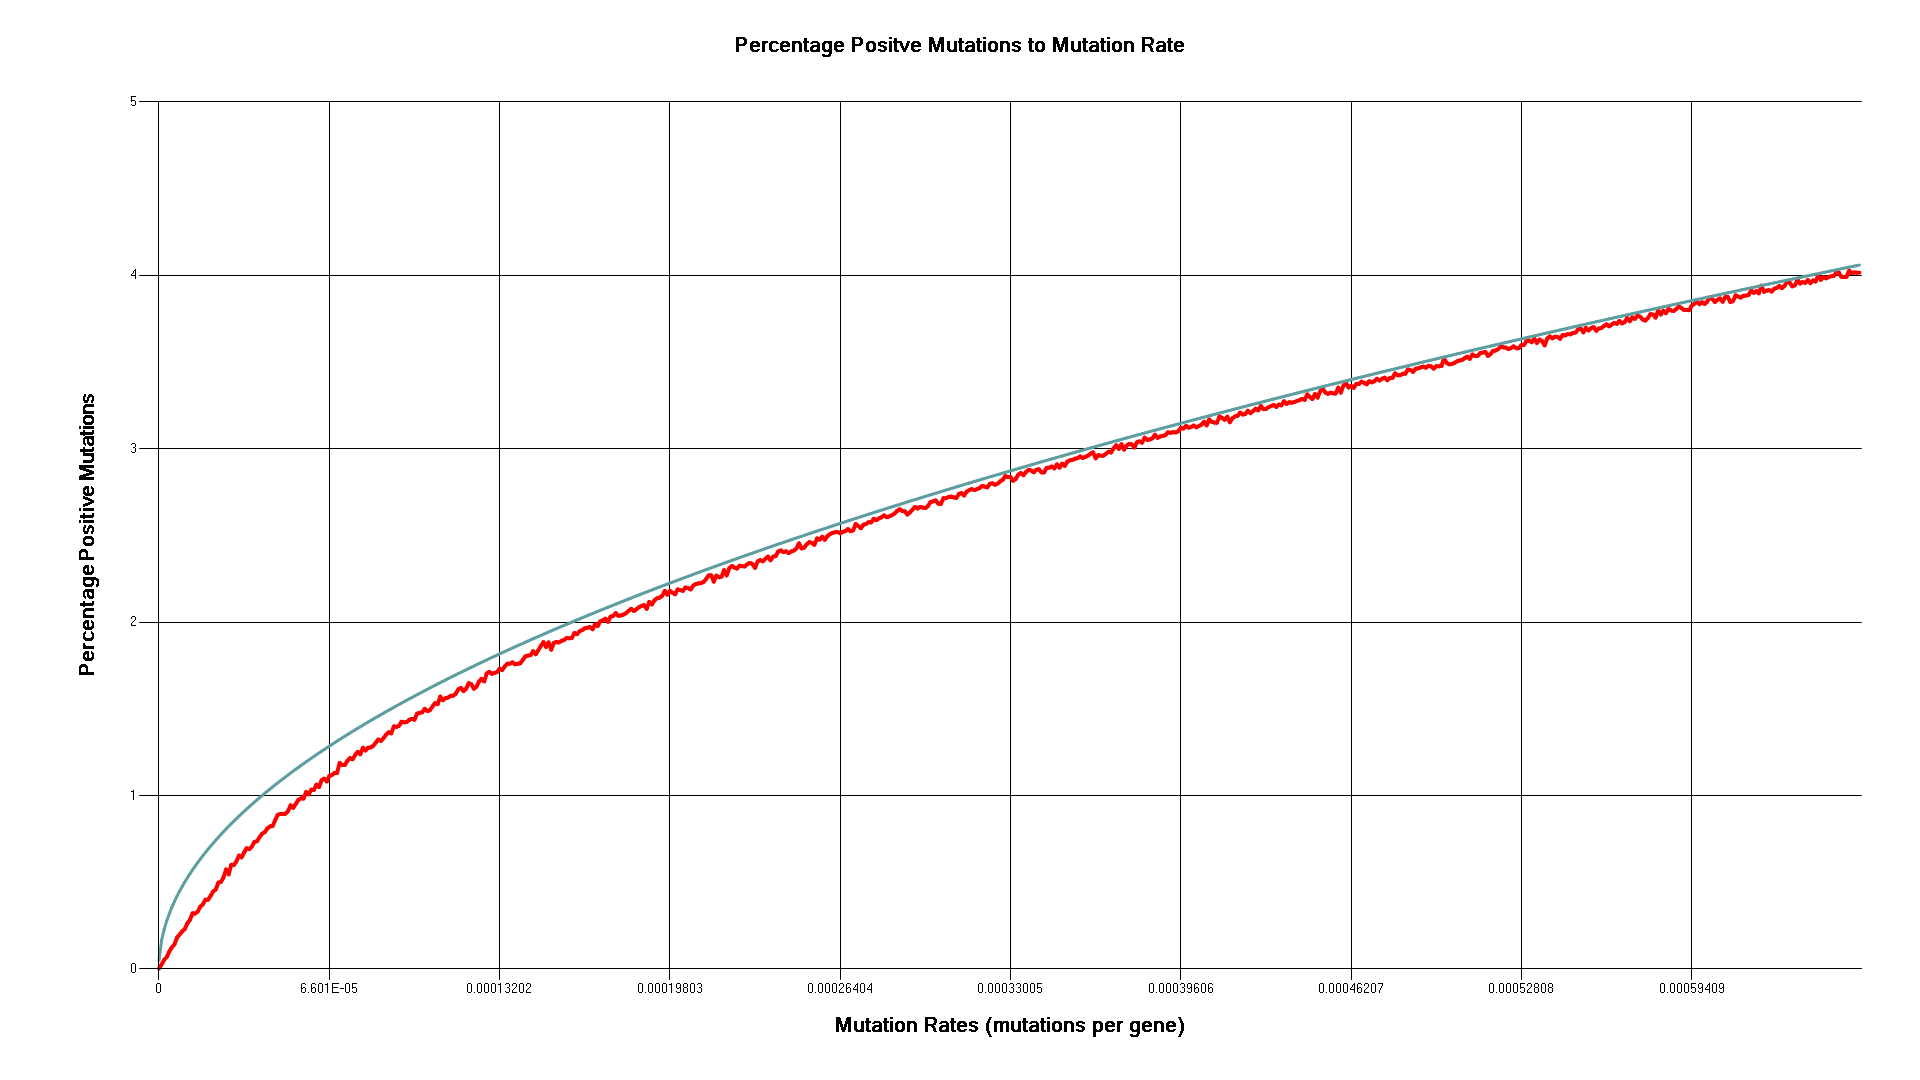 Percentage Positve Mutations to Mutation Rate
5
4
3
2
1
0
Percentage Positive Mutations
0 6.601E-05 0.00013202 0.00019803 0.00026404 0.00033005 0.00039606 0.00046207 0.00052808 0.00059409
Mutation Rates (mutations per gene)